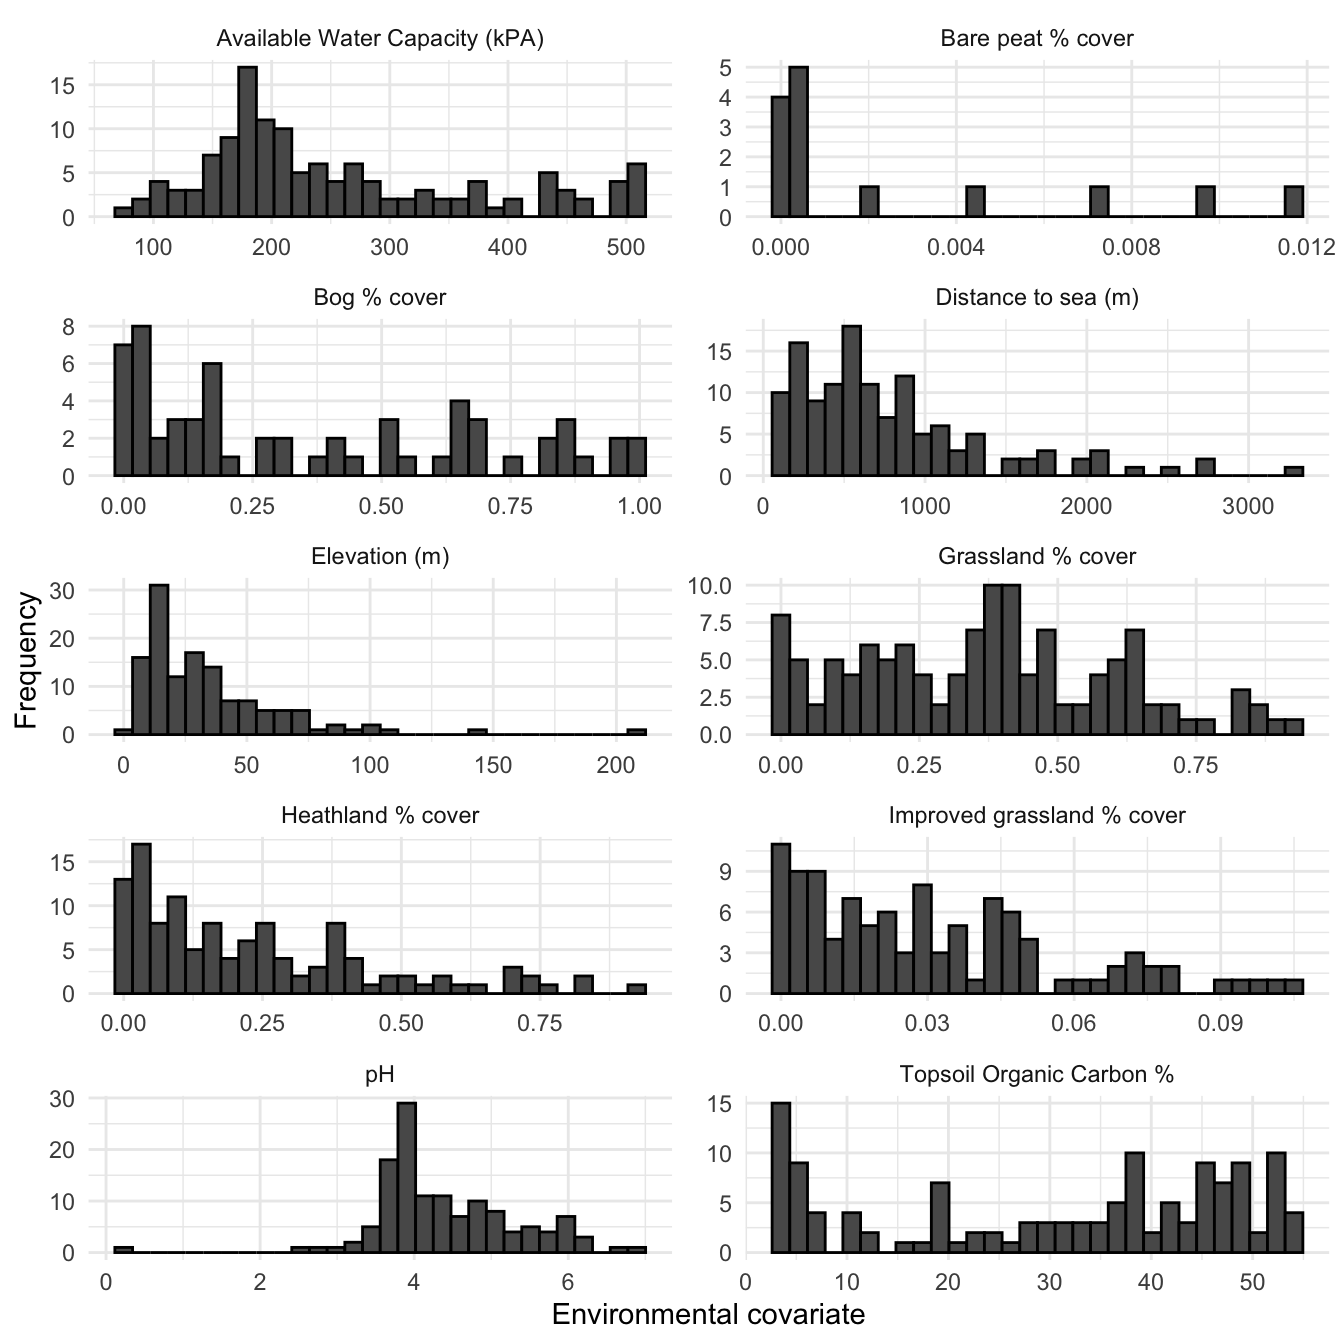 Available Water Capacity (kPA)
15
10
5
0
100 200 300 400 500
Bare peat % cover
5
4
3
2
1
0
0.000 0.004 0.008 0.012
Bog % cover
8
6
4
2
0
0.00 0.25 0.50 0.75 1.00
Distance to sea (m)
15
10
5
0
0 1000 2000 3000
Frequency
Elevation (m)
30
20
10
0
0 50 100 150 200
Grassland % cover
10.0
7.5
5.0
2.5
0.0
0.00 0.25 0.50 0.75
Heathland % cover
15
10
5
0
0.00 0.25 0.50 0.75
Improved grassland % cover
9
6
3
0
0.00 0.03 0.06 0.09
pH
30
20
10
0
0 2 4 6
Topsoil Organic Carbon %
15
10
5
0
0 10 20 30 40 50
Environmental covariate